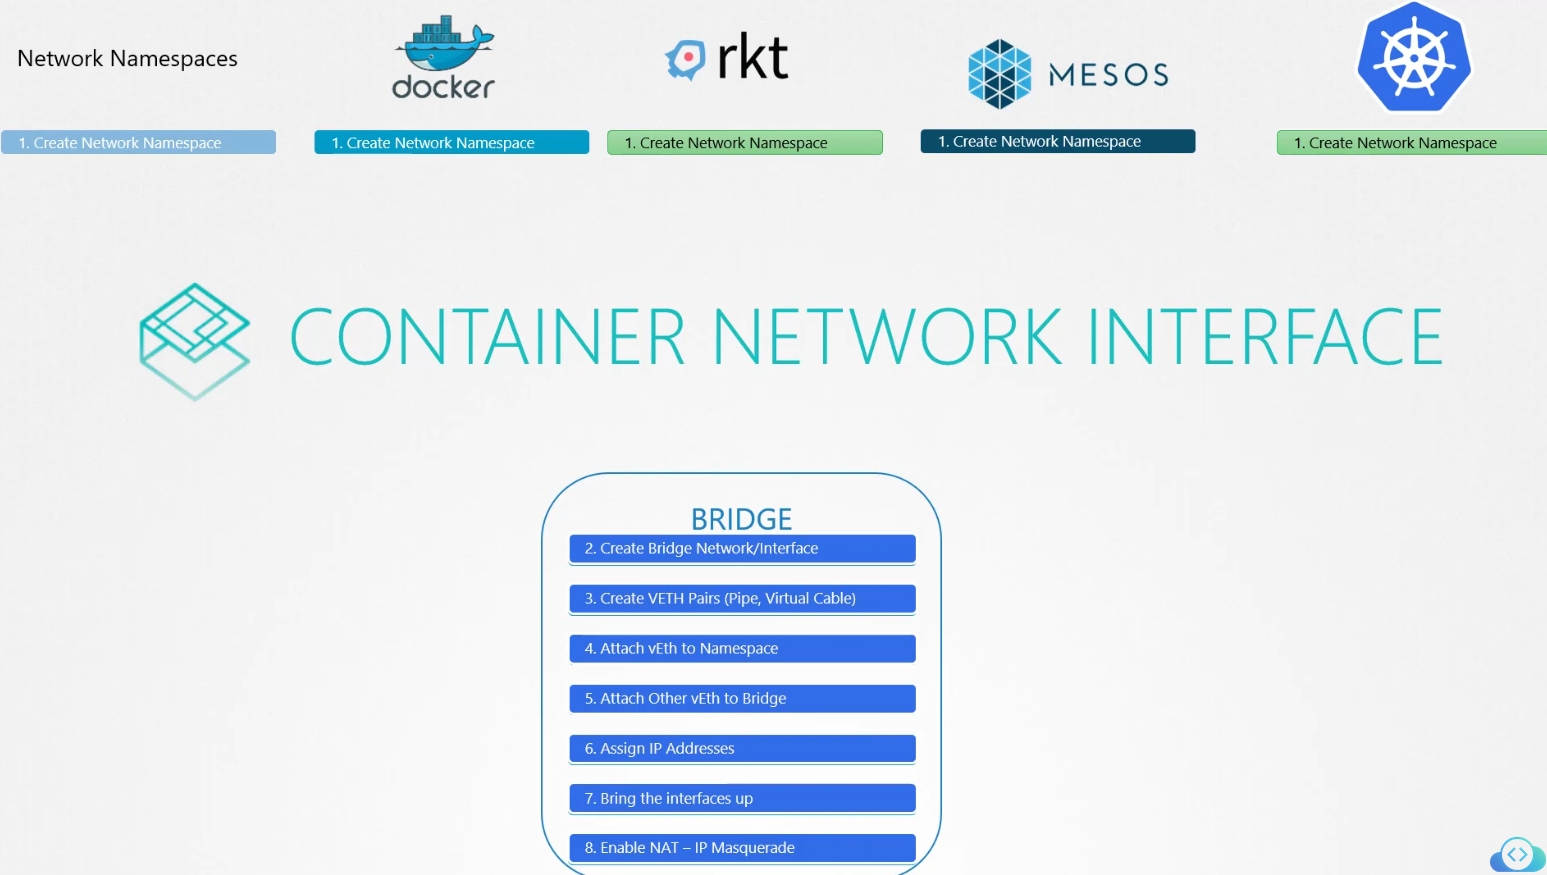 Network Namespaces
docker
rkt
MESOS
1. Create Network Namespace
1. Create Network Namespace
1. Create Network Namespace
1. Create Network Namespace
1. Create Network Namespace
CONTAINER NETWORK INTERFACE
BRIDGE
2. Create Bridge Network/Interface
3. Create VETH Pairs (Pipe, Virtual Cable)
4. Attach vEth to Namespace
5. Attach Other vEth to Bridge
6. Assign IP Addresses
7. Bring the interfaces up
8. Enable NAT – IP Masquerade